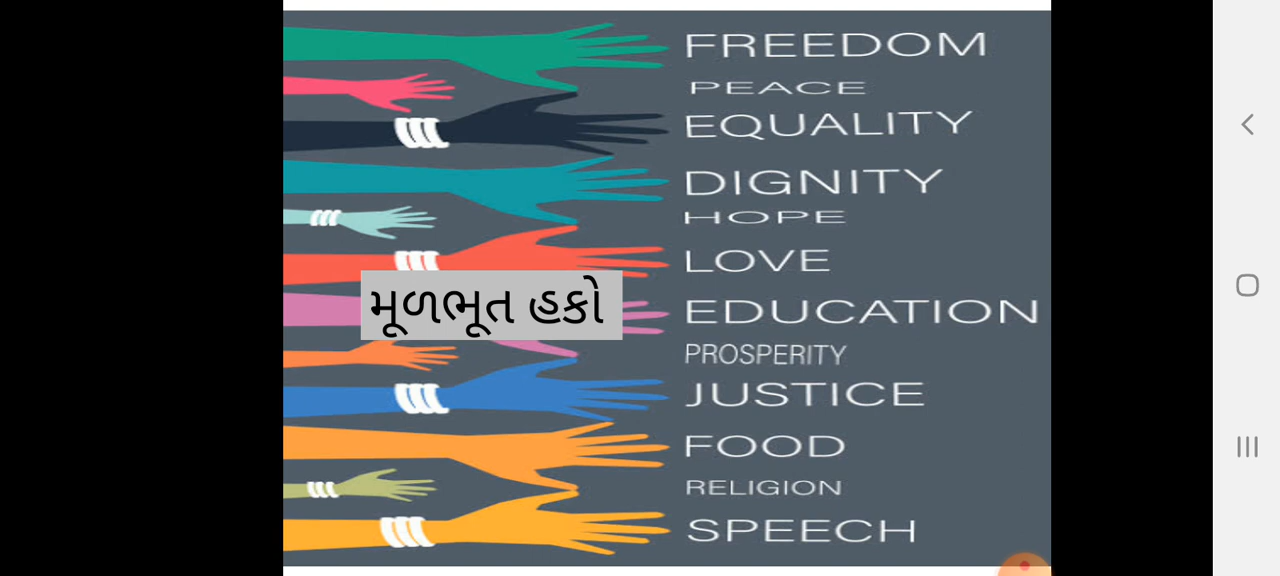 FREEDOM
PEACE
EQUALITY
DIGNITY
HOPE
LOVE
મૂળભૂત હકો
EDUCATION
PROSPERITY
JUSTICE
FOOD
RELIGION
SPEECH